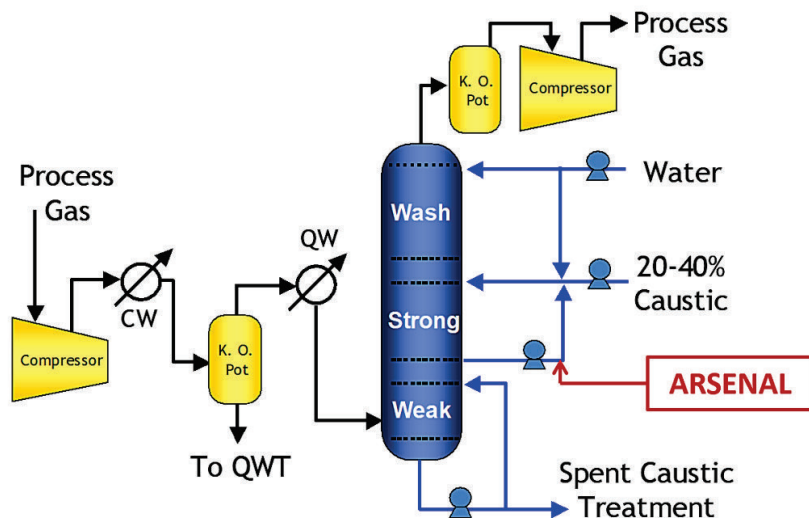 Process
Gas
K. O.
Pot
Compressor
Process
Gas
Wash
Water
QW
CW
20-40%
Caustic
Strong
Compressor
K. O.
Pot
ARSENAL
Weak
To QWT
Spent Caustic
Treatment